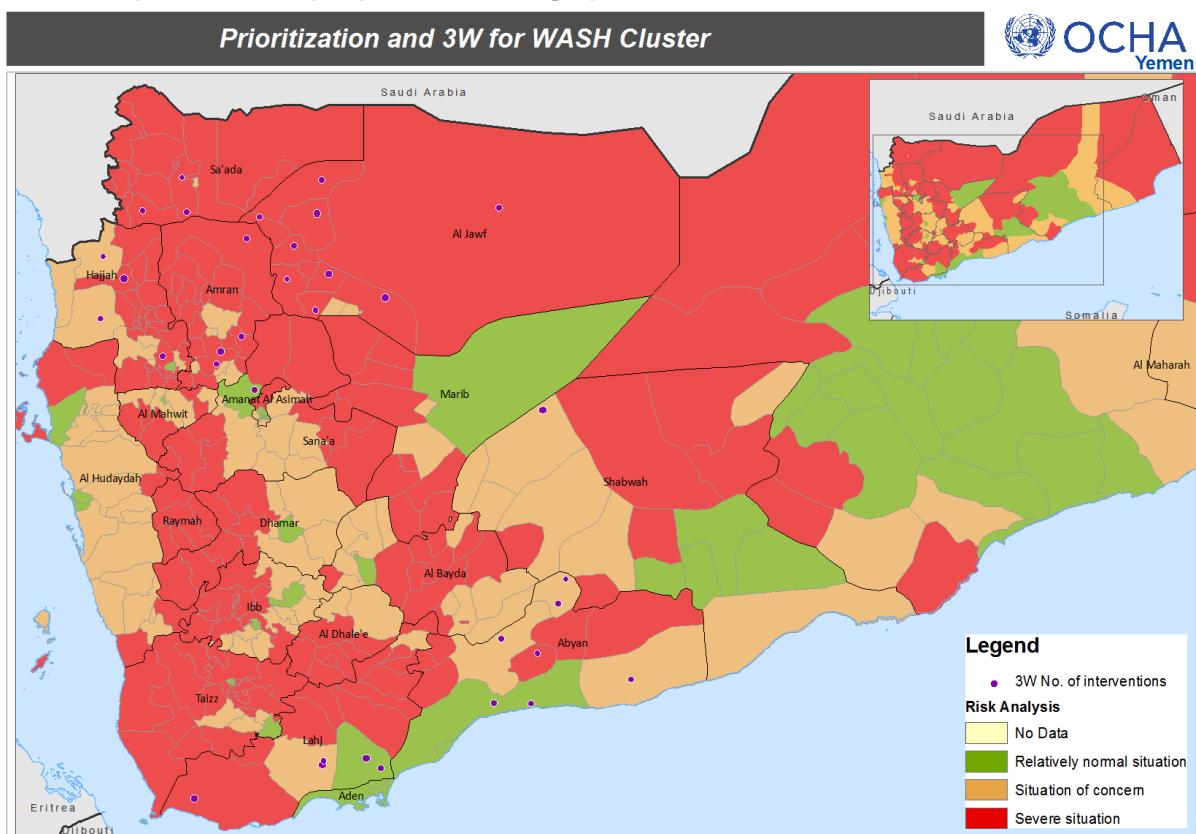 Prioritization and 3W for WASH Cluster
OCHA
Yemen
Saudi Arabia
Oman
Saudi Arabia
Sa'ada
Al Jawf
Hajjah
Amran
Djibouti
Somalia
Al Maharah
Marib
Amanat Al Asimah
Al Mahwit
Sana'a
Al Hudaydah
Shabwah
Raymah
Dhamar
Al Bayda
Ibb
Al Dhale'e
Abyan
Taizz
Lahj
Aden
Eritrea
Djibouti
Legend
3W No. of interventions
Risk Analysis
No Data
Relatively normal situation
Situation of concern
Severe situation